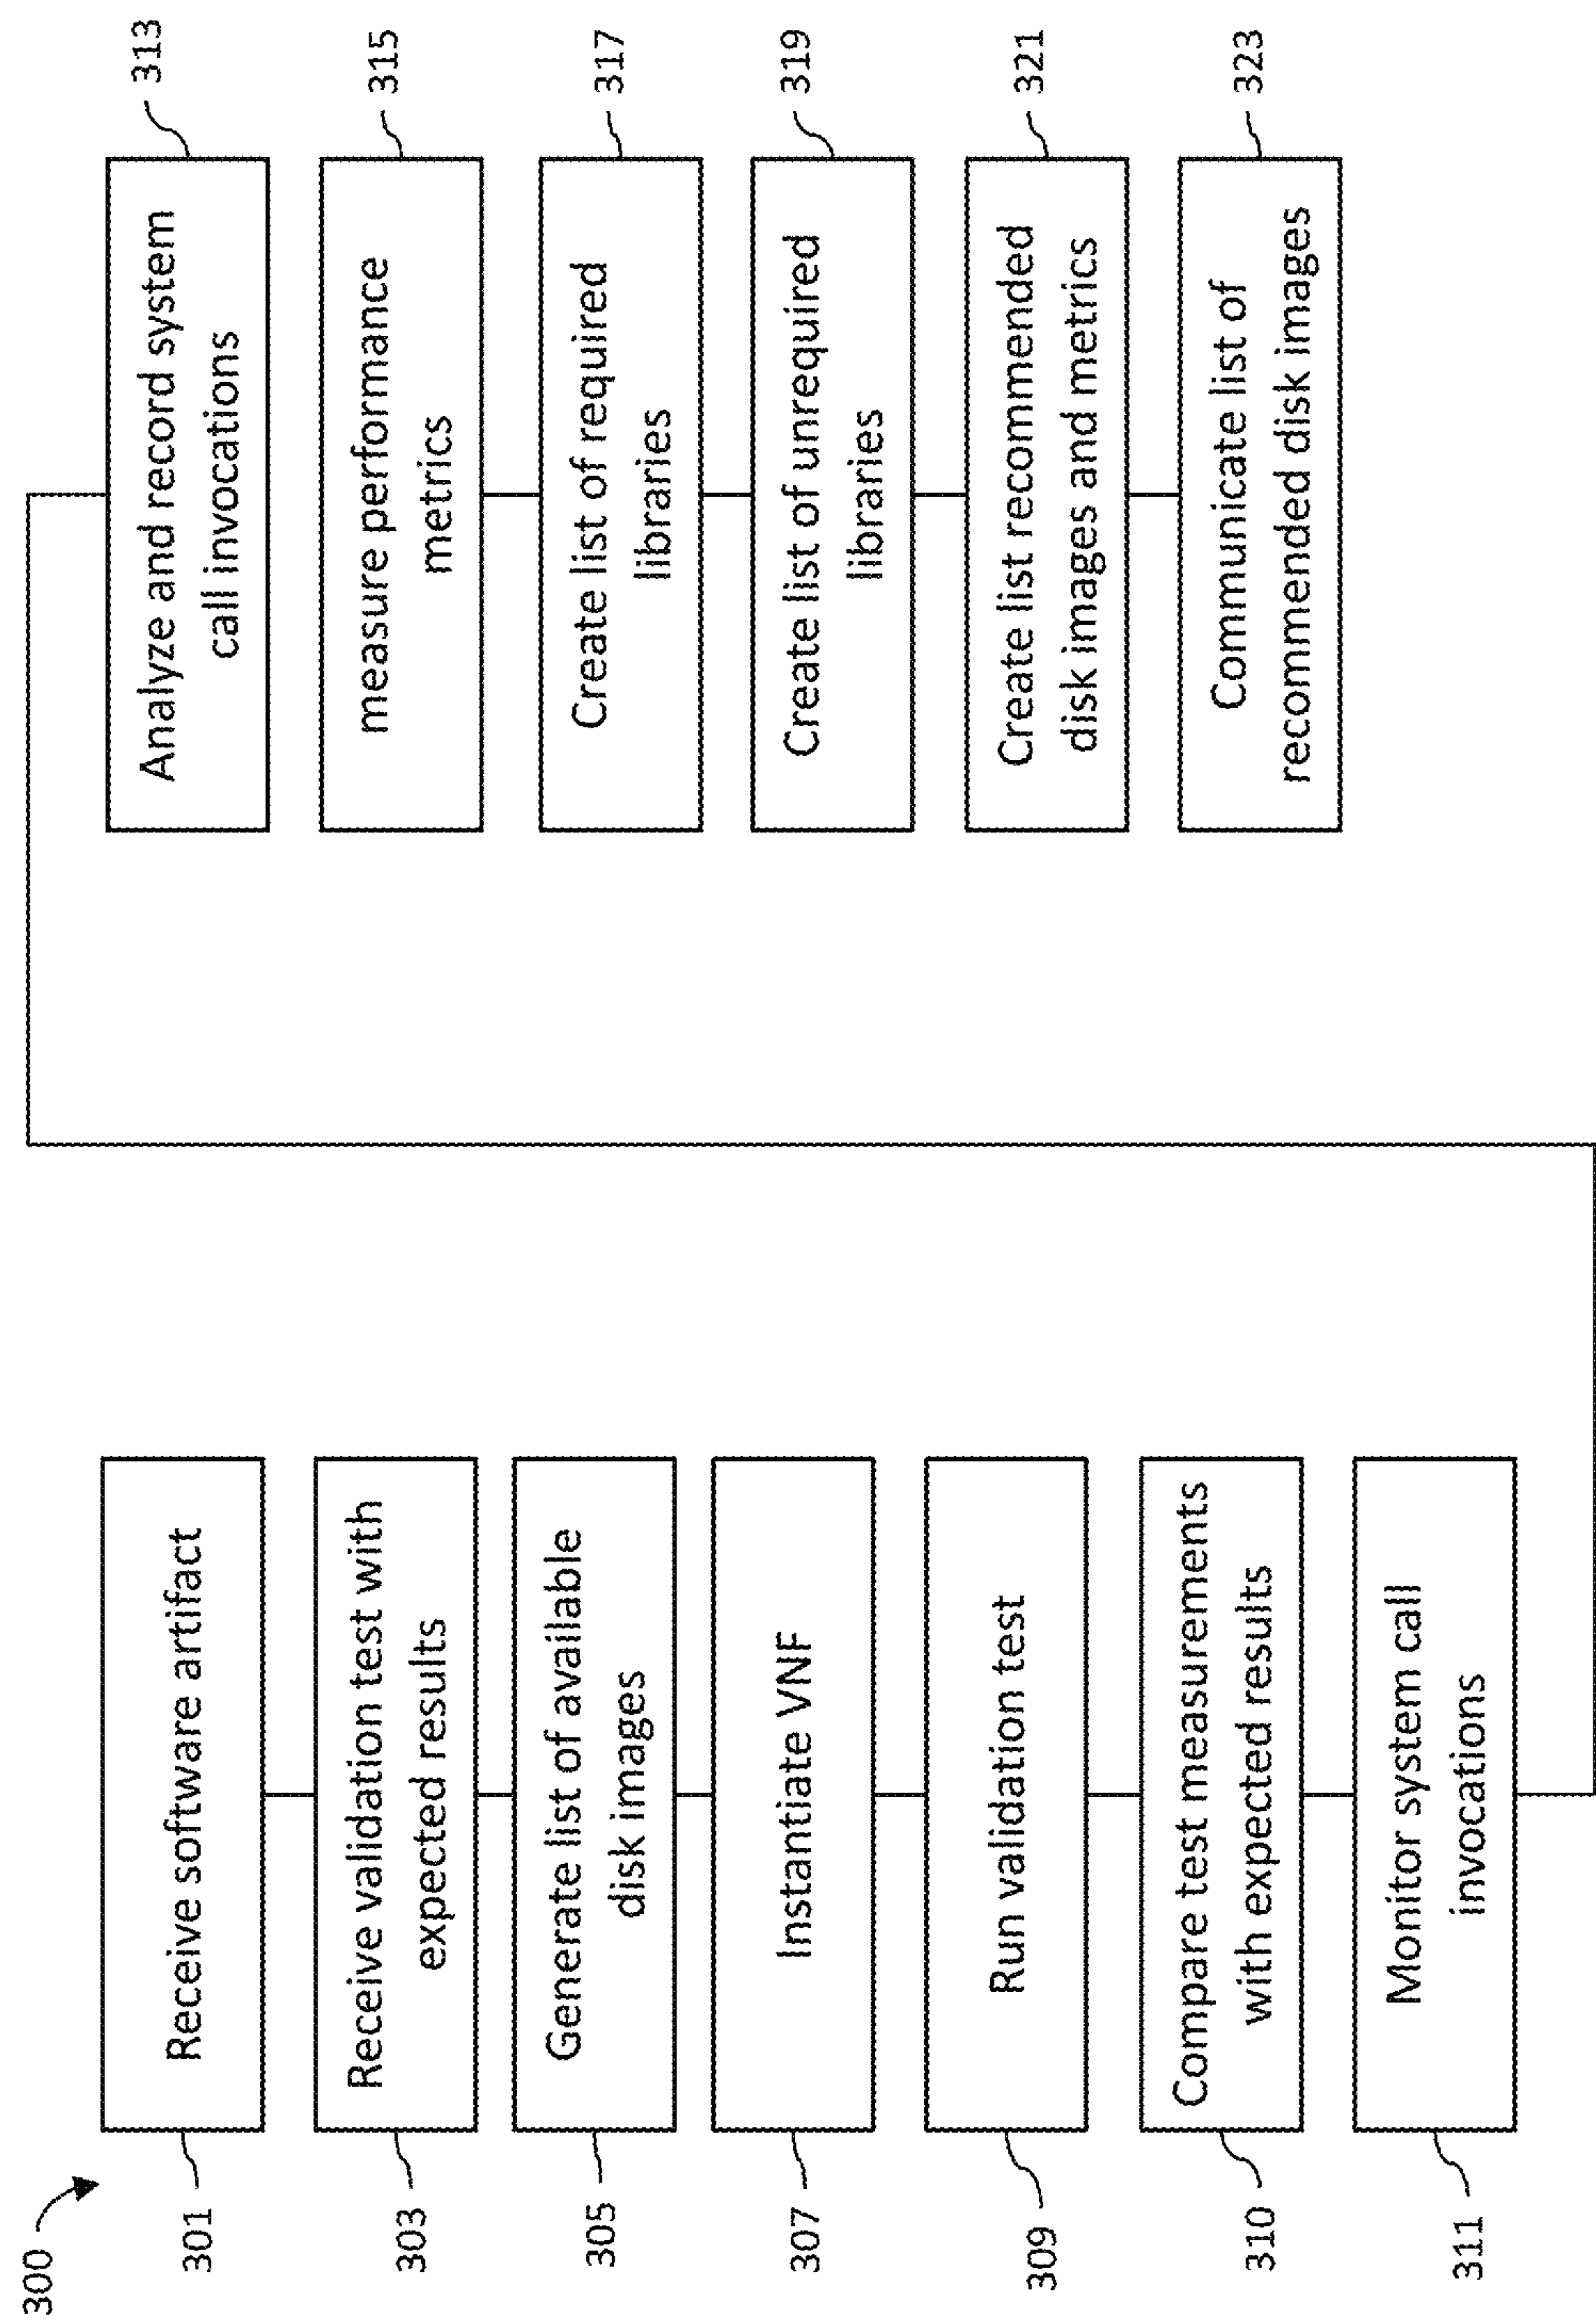 300
301
Receive software artifact
303
Receive validation test with
expected results
305
Generate list of available
disk images
307
Instantiate VNF
309
Run validation test
310
Compare test measurements
with expected results
311
Monitor system call
invocations
Analyze and record system
call invocations
313
measure performance
metrics
315
Create list of required
libraries
317
Create list of unrequired
libraries
319
Create list recommended
disk images and metrics
321
Communicate list of
recommended disk images
323